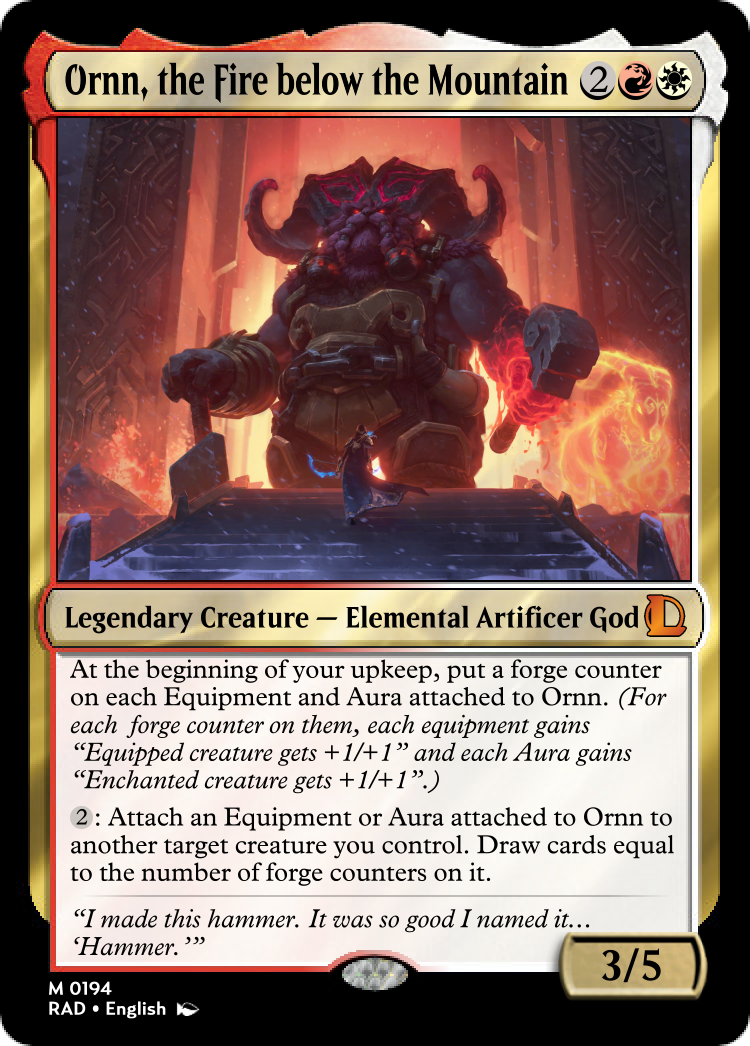 Ornn, the Fire below the Mountain 2
Legendary Creature — Elemental Artificer God
At the beginning of your upkeep, put a forge counter
on each Equipment and Aura attached to Ornn. (For
each  forge counter on them, each equipment gains
“Equipped creature gets +1/+1” and each Aura gains
“Enchanted creature gets +1/+1”.)
2: Attach an Equipment or Aura attached to Ornn to
another target creature you control. Draw cards equal
to the number of forge counters on it.
“I made this hammer. It was so good I named it…
‘Hammer.’”
3/5
M 0194
RAD • English